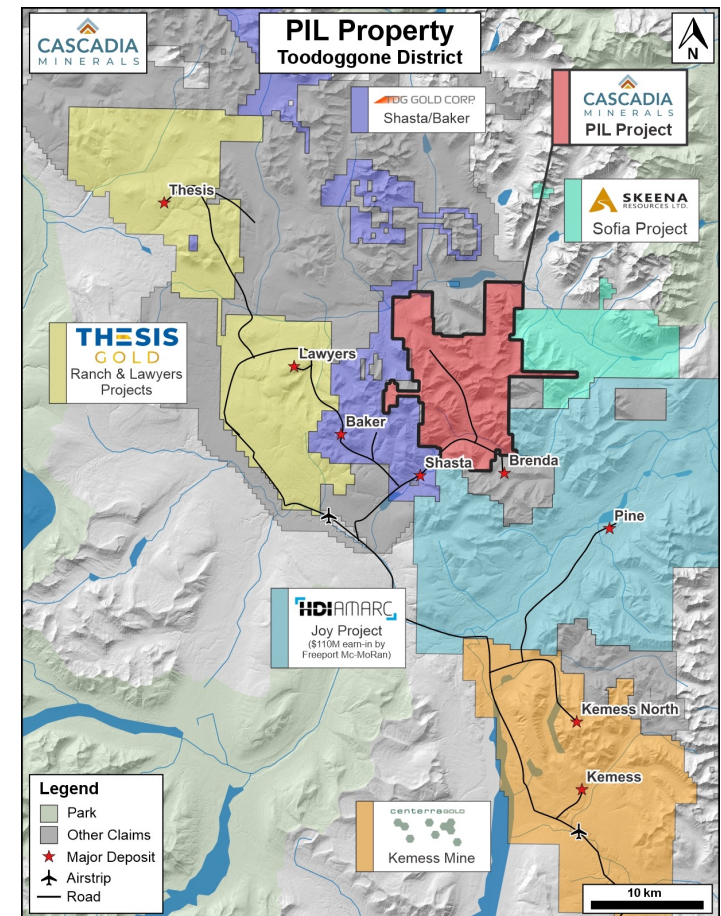 CASCADIA
MINERALS
PIL Property
Toodoggone District
N
TDG GOLD CORP.
Shasta/Baker
CASCADIA
MINERALS
PIL Project
SKEENA
RESOURCES LTD.
Sofia Project
Thesis
THESIS
GOLD
Ranch & Lawyers
Projects
Lawyers
Baker
Shasta
Brenda
Pine
HDI AMARC
Joy Project
($110M earn-in by
Freeport Mc-MoRan)
Kemess North
Kemess
centerraGOLD
Kemess Mine
Legend
Park
Other Claims
Major Deposit
Airstrip
Road
10 km